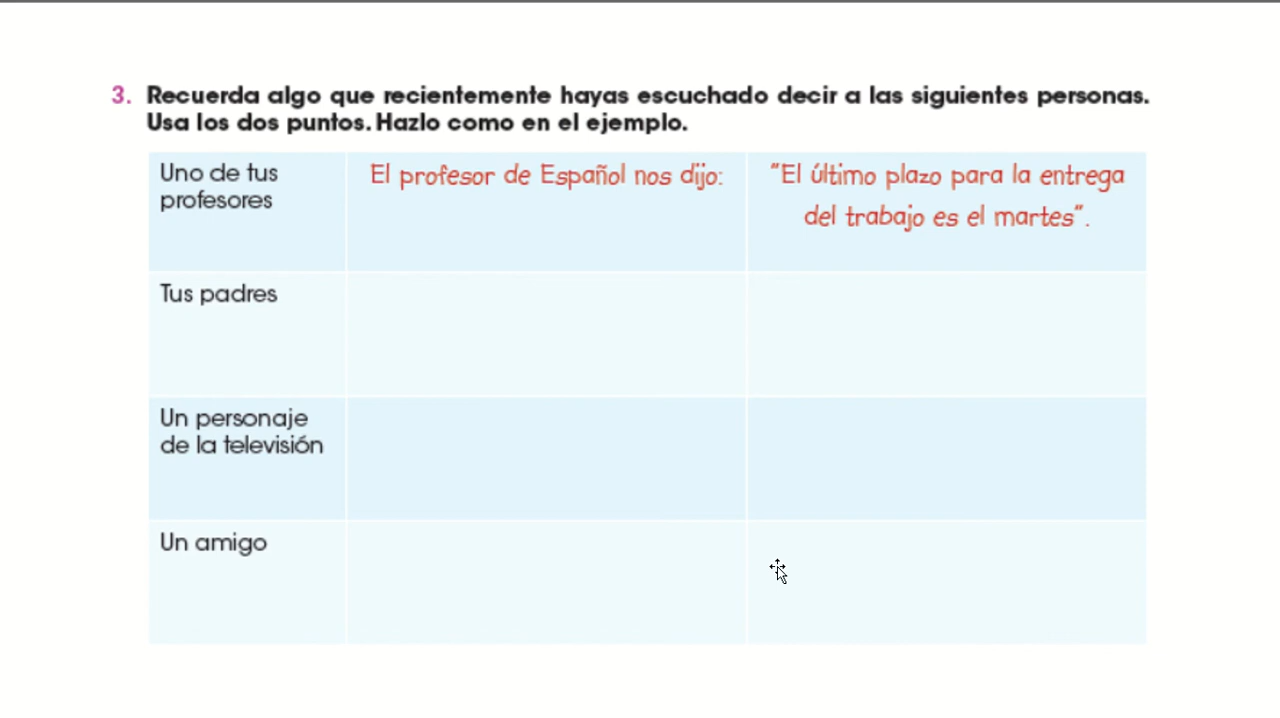 3. Recuerda algo que recientemente hayas escuchado decir a las siguientes personas.
Usa los dos puntos. Hazlo como en el ejemplo.
Uno de tus
profesores
El profesor de Español nos dijo:
"El último plazo para la entrega
del trabajo es el martes".
Tus padres
Un personaje
de la televisión
Un amigo